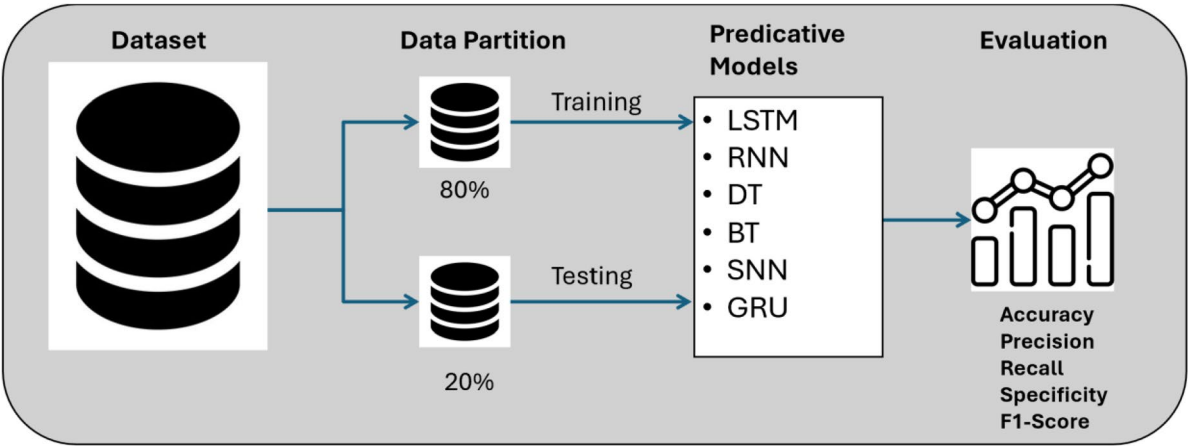 Dataset
Data Partition
Predicative
Models
Evaluation
Training
80%
Testing
20%
• LSTM
• RNN
• DT
• BT
• SNN
• GRU
Accuracy
Precision
Recall
Specificity
F1-Score